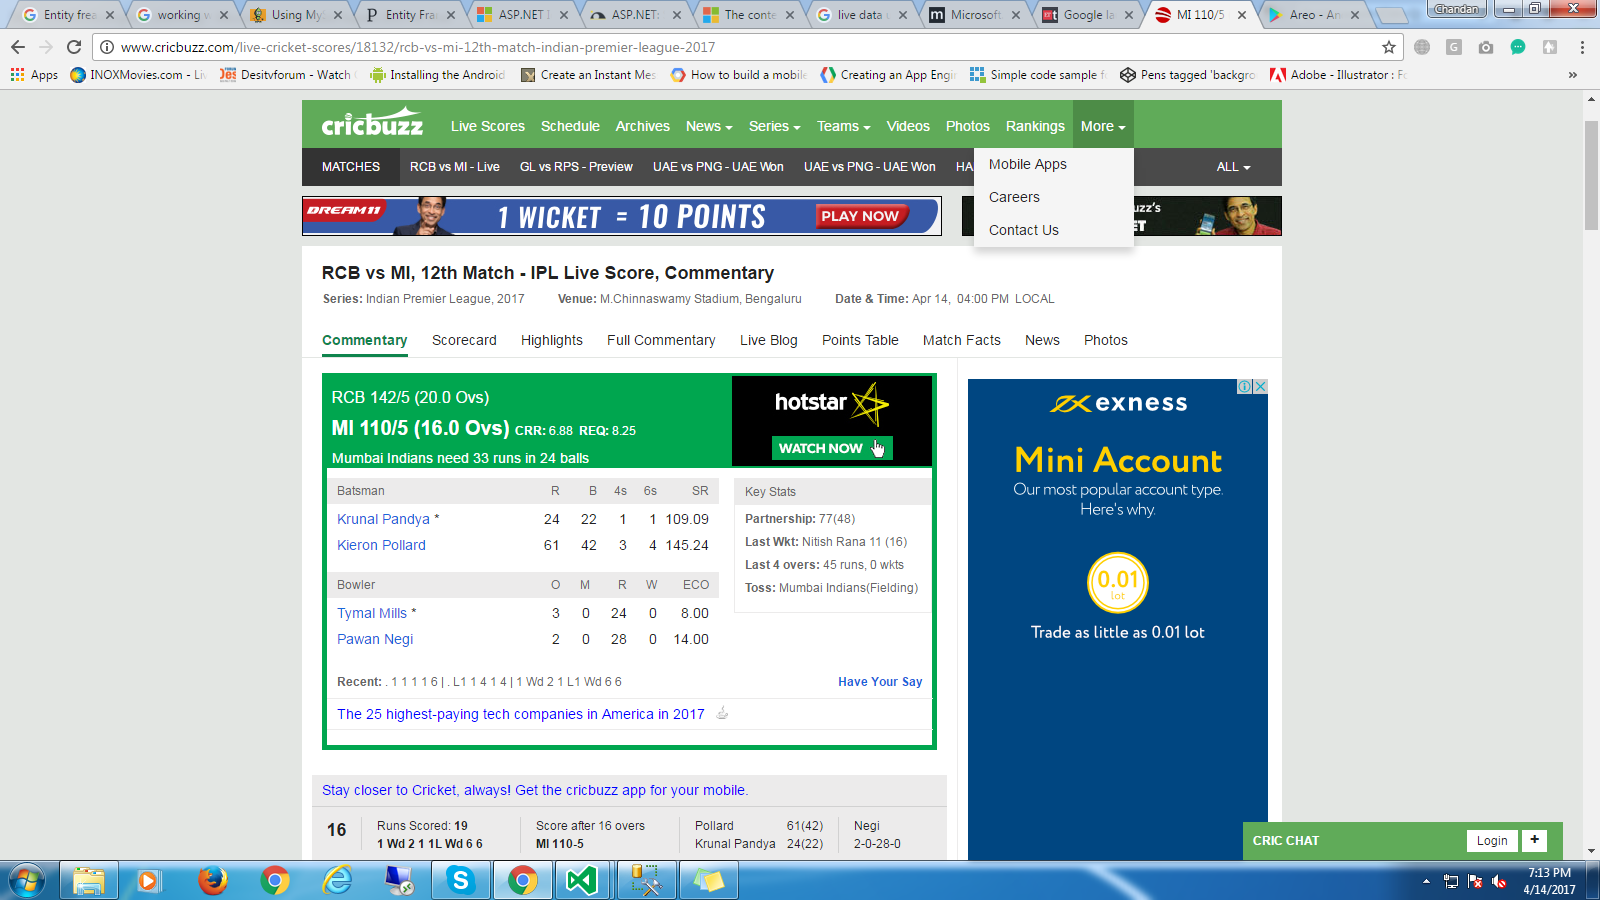 Entity frea
working w
Using MyS
Entity Fra
ASP.NET I
ASP.NET:
The conte
live data u
Microsoft
Google la
MI 110/5
Areo - An
Chandan
www.cricbuzz.com/live-cricket-scores/18132/rcb-vs-mi-12th-match-indian-premier-league-2017
Apps
INOXMovies.com - Liv
Desitvforum - Watch
Installing the Android
Create an Instant Mes
How to build a mobile
Creating an App Engi
Simple code sample f
Pens tagged 'backgro
Adobe - Illustrator : Fo
cricbuzz
Live Scores
Schedule
Archives
News
Series
Teams
Videos
Photos
Rankings
More
MATCHES
RCB vs MI - Live
GL vs RPS - Preview
UAE vs PNG - UAE Won
UAE vs PNG - UAE Won
HA
ALL
Mobile Apps
Careers
Contact Us
DREAM11
1 WICKET = 10 POINTS
PLAY NOW
uzz's
ET
RCB vs MI, 12th Match - IPL Live Score, Commentary
Series: Indian Premier League, 2017
Venue: M.Chinnaswamy Stadium, Bengaluru
Date & Time: Apr 14, 04:00 PM LOCAL
Commentary
Scorecard
Highlights
Full Commentary
Live Blog
Points Table
Match Facts
News
Photos
RCB 142/5 (20.0 Ovs)
MI 110/5 (16.0 Ovs) CRR: 6.88 REQ: 8.25
Mumbai Indians need 33 runs in 24 balls
hotstar
WATCH NOW
Batsman R B 4s 6s SR
Krunal Pandya * 24 22 1 1 109.09
Kieron Pollard 61 42 3 4 145.24
Bowler O M R W ECO
Tymal Mills * 3 0 24 0 8.00
Pawan Negi 2 0 28 0 14.00
Key Stats
Partnership: 77(48)
Last Wkt: Nitish Rana 11 (16)
Last 4 overs: 45 runs, 0 wkts
Toss: Mumbai Indians(Fielding)
Recent: . 1 1 1 1 6 | . L1 1 4 1 4 | 1 Wd 2 1 L1 Wd 6 6
Have Your Say
The 25 highest-paying tech companies in America in 2017
exness
Mini Account
Our most popular account type.
Here's why.
0.01
lot
Trade as little as 0.01 lot
Stay closer to Cricket, always! Get the cricbuzz app for your mobile.
16
Runs Scored: 19
1 Wd 2 1 1L Wd 6 6
Score after 16 overs
MI 110-5
Pollard 61(42)
Krunal Pandya 24(22)
Negi
2-0-28-0
CRIC CHAT
Login
+
7:13 PM
4/14/2017